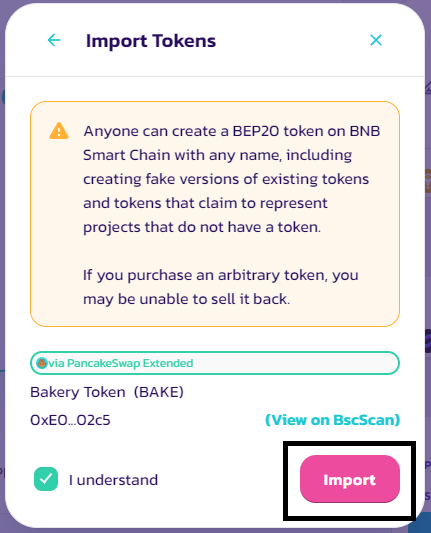 Import Tokens
Anyone can create a BEP20 token on BNB
Smart Chain with any name, including
creating fake versions of existing tokens
and tokens that claim to represent
projects that do not have a token.
If you purchase an arbitrary token, you
may be unable to sell it back.
via PancakeSwap Extended
Bakery Token (BAKE)
0xE0...02c5 (View on BscScan)
I understand Import